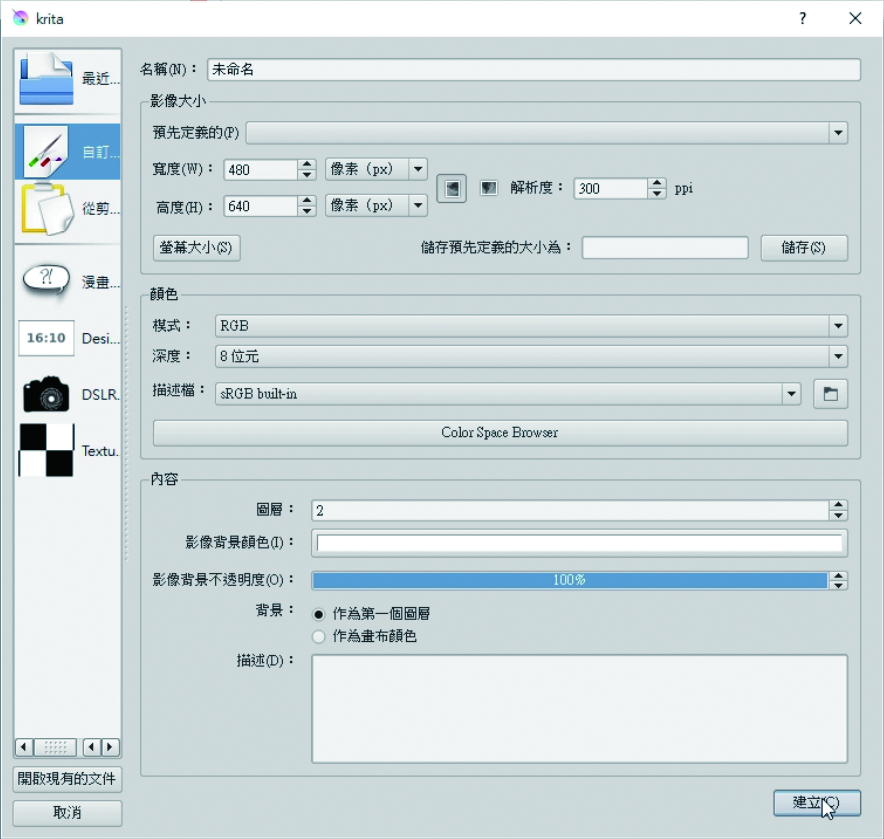 krita
?
最近...
自訂...
從剪...
?!
漫畫...
16:10
Desi...
DSLR.
Textu.
開啟現有的文件
取消
名稱(N)：未命名
影像大小
預先定義的(P)
寬度(W)：480 像素 (px)
解析度：300 ppi
高度(H)：640 像素 (px)
螢幕大小(S) 儲存預先定義的大小為： 儲存(S)
顏色
模式：RGB
深度：8 位元
描述檔：sRGB built-in
Color Space Browser
內容
圖層：2
影像背景顏色(I)：
影像背景不透明度(O)：100%
背景：作為第一個圖層
作為畫布顏色
描述(D)：
建立(C)